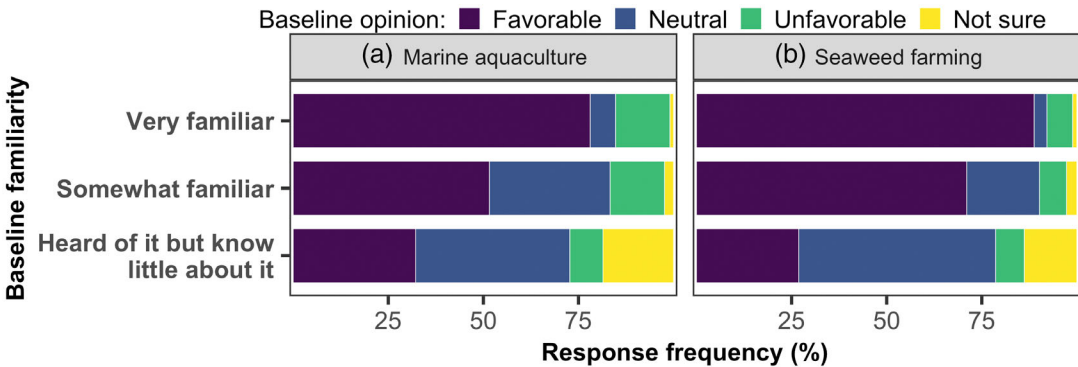 Baseline opinion: Favorable Neutral Unfavorable Not sure
(a) Marine aquaculture
(b) Seaweed farming
Baseline familiarity
Very familiar
Somewhat familiar
Heard of it but know
little about it
25 50 75
25 50 75
Response frequency (%)